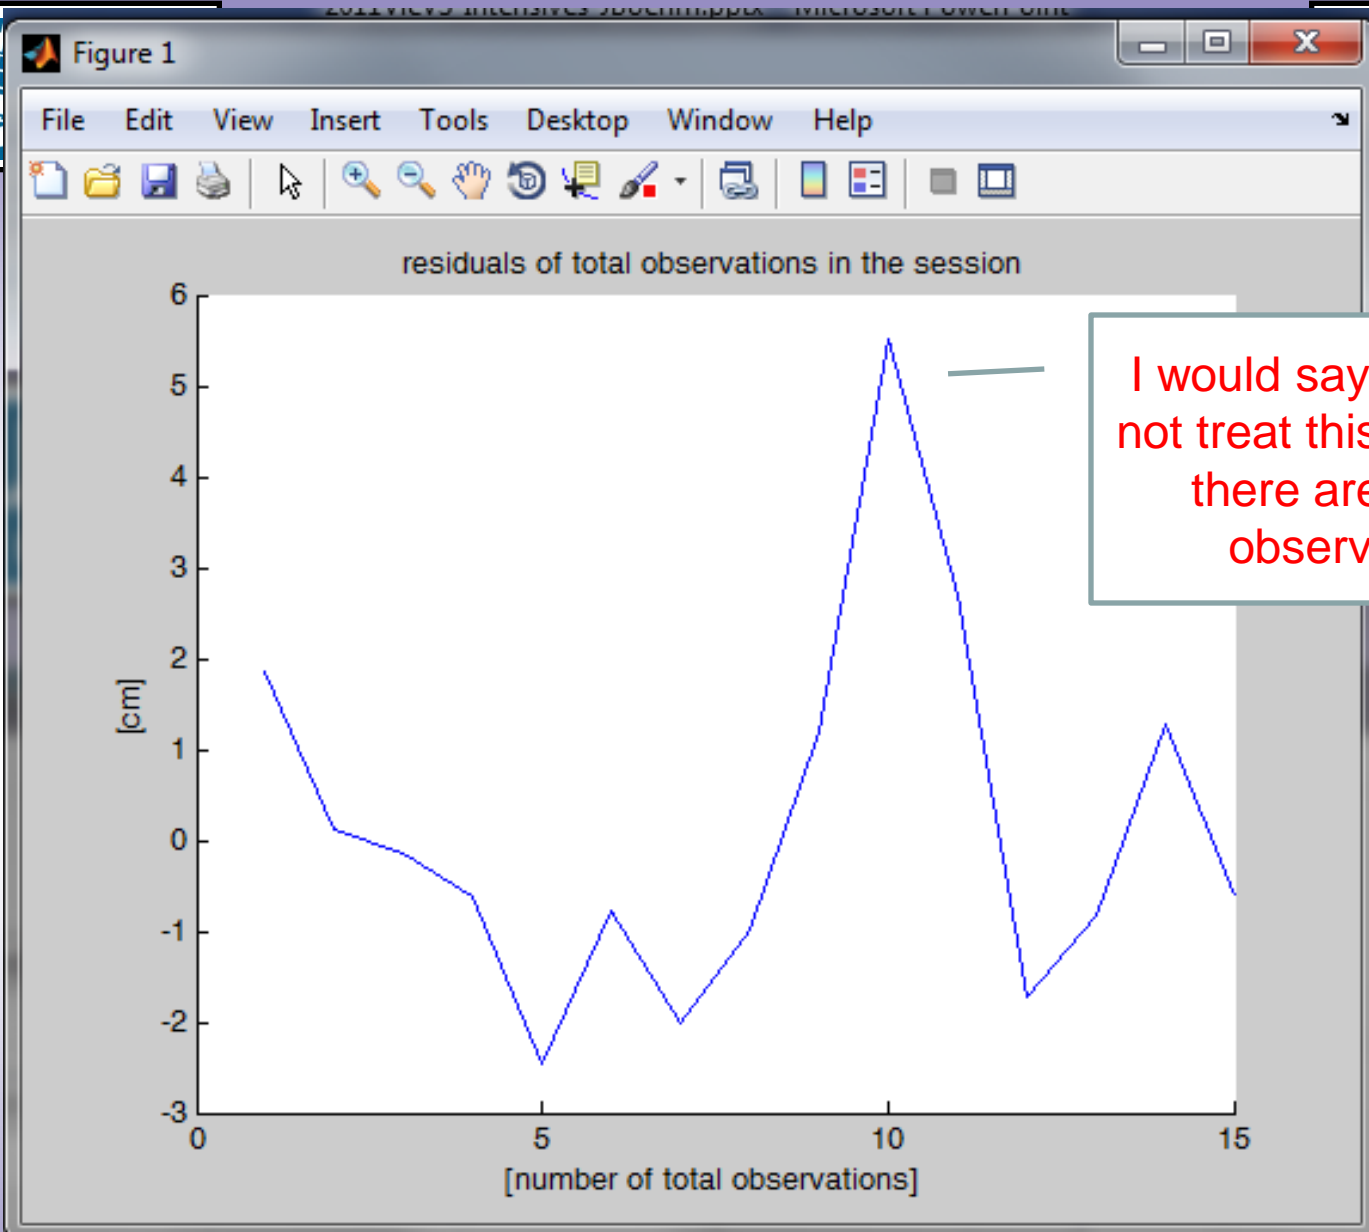 Figure 1
File Edit View Insert Tools Desktop Window Help
residuals of total observations in the session
6
5
4
3
2
1
0
-1
-2
-3
[cm]
0 5 10 15
[number of total observations]
I would say
not treat this
there are
observ